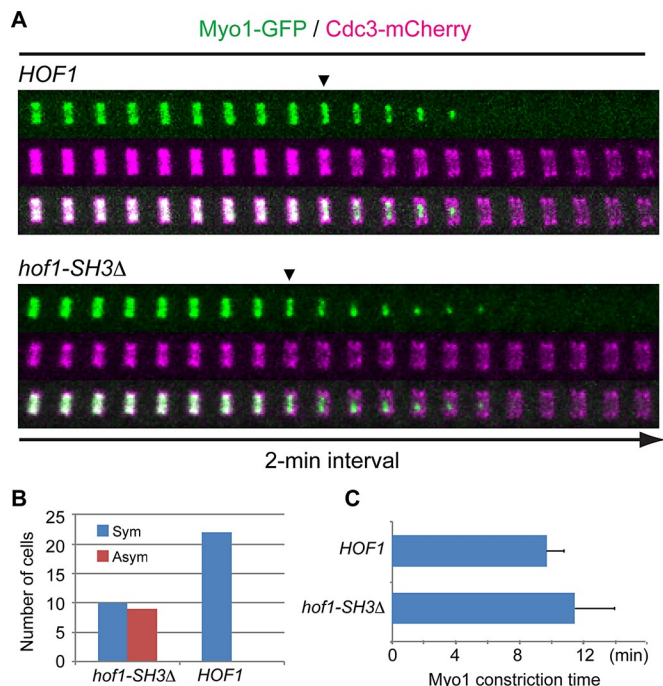 A
Myo1-GFP / Cdc3-mCherry
HOF1
hof1-SH3Δ
2-min interval
B
Number of cells
25
20
15
10
5
0
Sym
Asym
hof1-SH3Δ HOF1
C
HOF1
hof1-SH3Δ
0 4 8 12 (min)
Myo1 constriction time